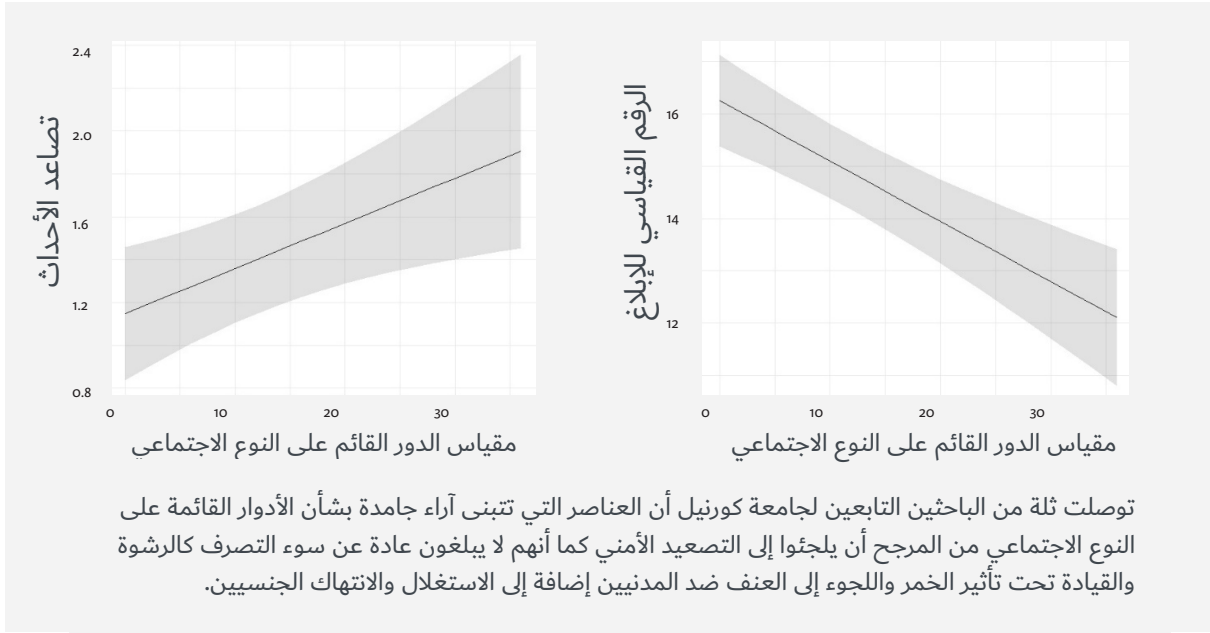 تصاعد الأحداث
2.4
2.0
1.6
1.2
0.8
0 10 20 30
مقياس الدور القائم على النوع الاجتماعي
الرقم القياسي للإبلاغ
16
14
12
0 10 20 30
مقياس الدور القائم على النوع الاجتماعي
توصلت ثلة من الباحثين التابعين لجامعة كورنيل أن العناصر التي تتبنى آراء جامدة بشأن الأدوار القائمة على
النوع الاجتماعي من المرجح أن يلجئوا إلى التصعيد الأمني كما أنهم لا يبلغون عادة عن سوء التصرف كالرشوة
والقيادة تحت تأثير الخمر واللجوء إلى العنف ضد المدنيين إضافة إلى الاستغلال والانتهاك الجنسيين.